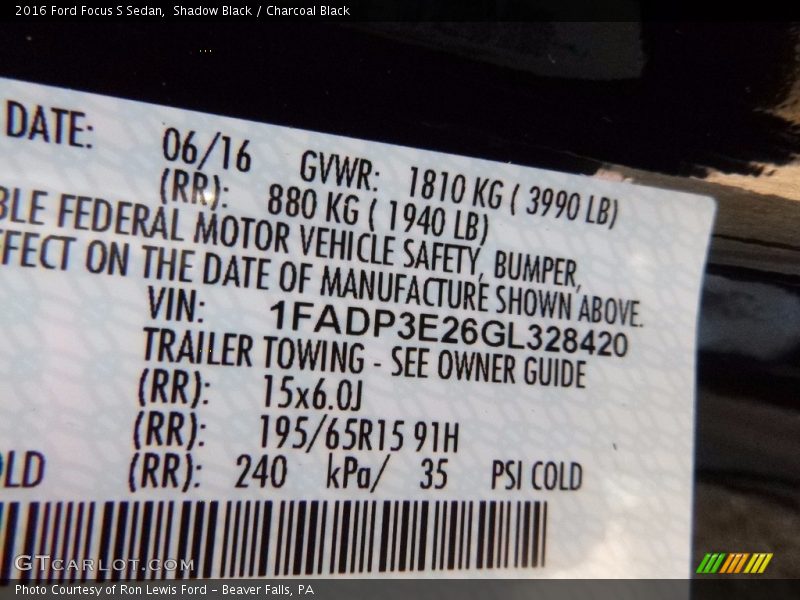 2016 Ford Focus S Sedan, Shadow Black / Charcoal Black
DATE: 06/16 GVWR: 1810 KG ( 3990 LB)
(RR): 880 KG ( 1940 LB)
FEDERAL MOTOR VEHICLE SAFETY, BUMPER,
ON THE DATE OF MANUFACTURE SHOWN ABOVE.
VIN: 1FADP3E26GL328420
TRAILER TOWING - SEE OWNER GUIDE
(RR): 15x6.0J
(RR): 195/65R15 91H
(RR): 240 kPa/ 35 PSI COLD
GTCARLOT.COM
Photo Courtesy of Ron Lewis Ford - Beaver Falls, PA